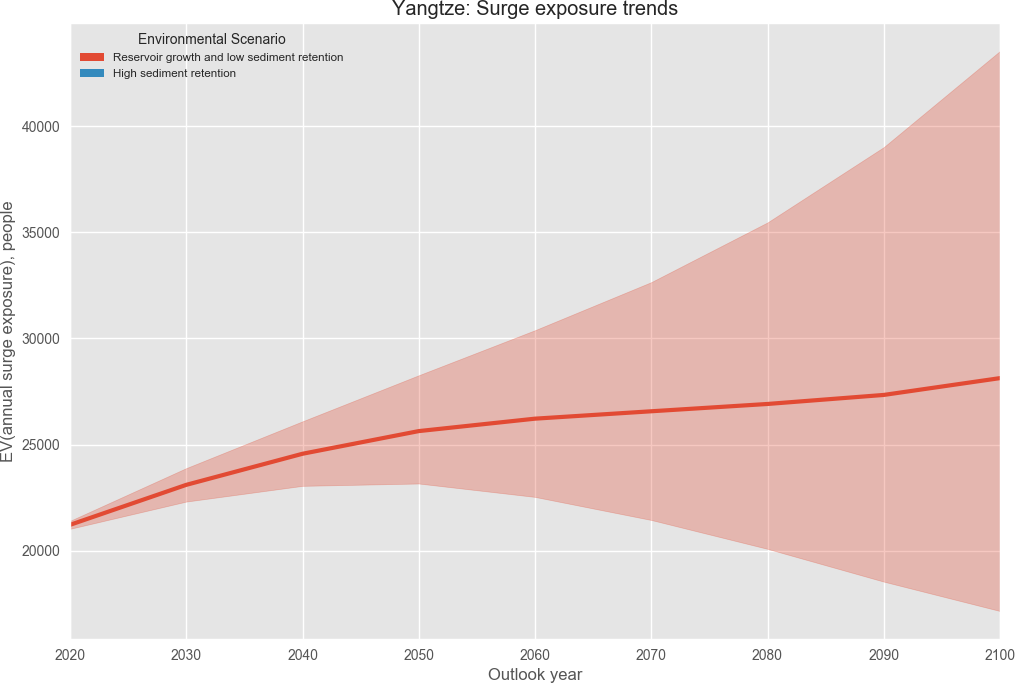 Yangtze: Surge exposure trends
Environmental Scenario
Reservoir growth and low sediment retention
High sediment retention
EV(annual surge exposure), people
40000
35000
30000
25000
20000
2020 2030 2040 2050 2060 2070 2080 2090 2100
Outlook year